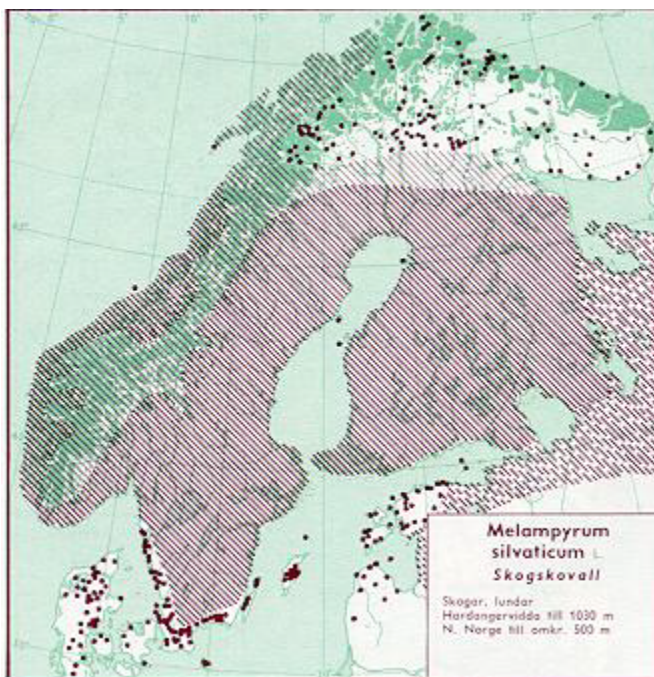 Melampyrum
silvaticum L.
Skogskovall
Skogar, lundar
Hardangervidda till 1030 m
N. Norge till omkr. 500 m